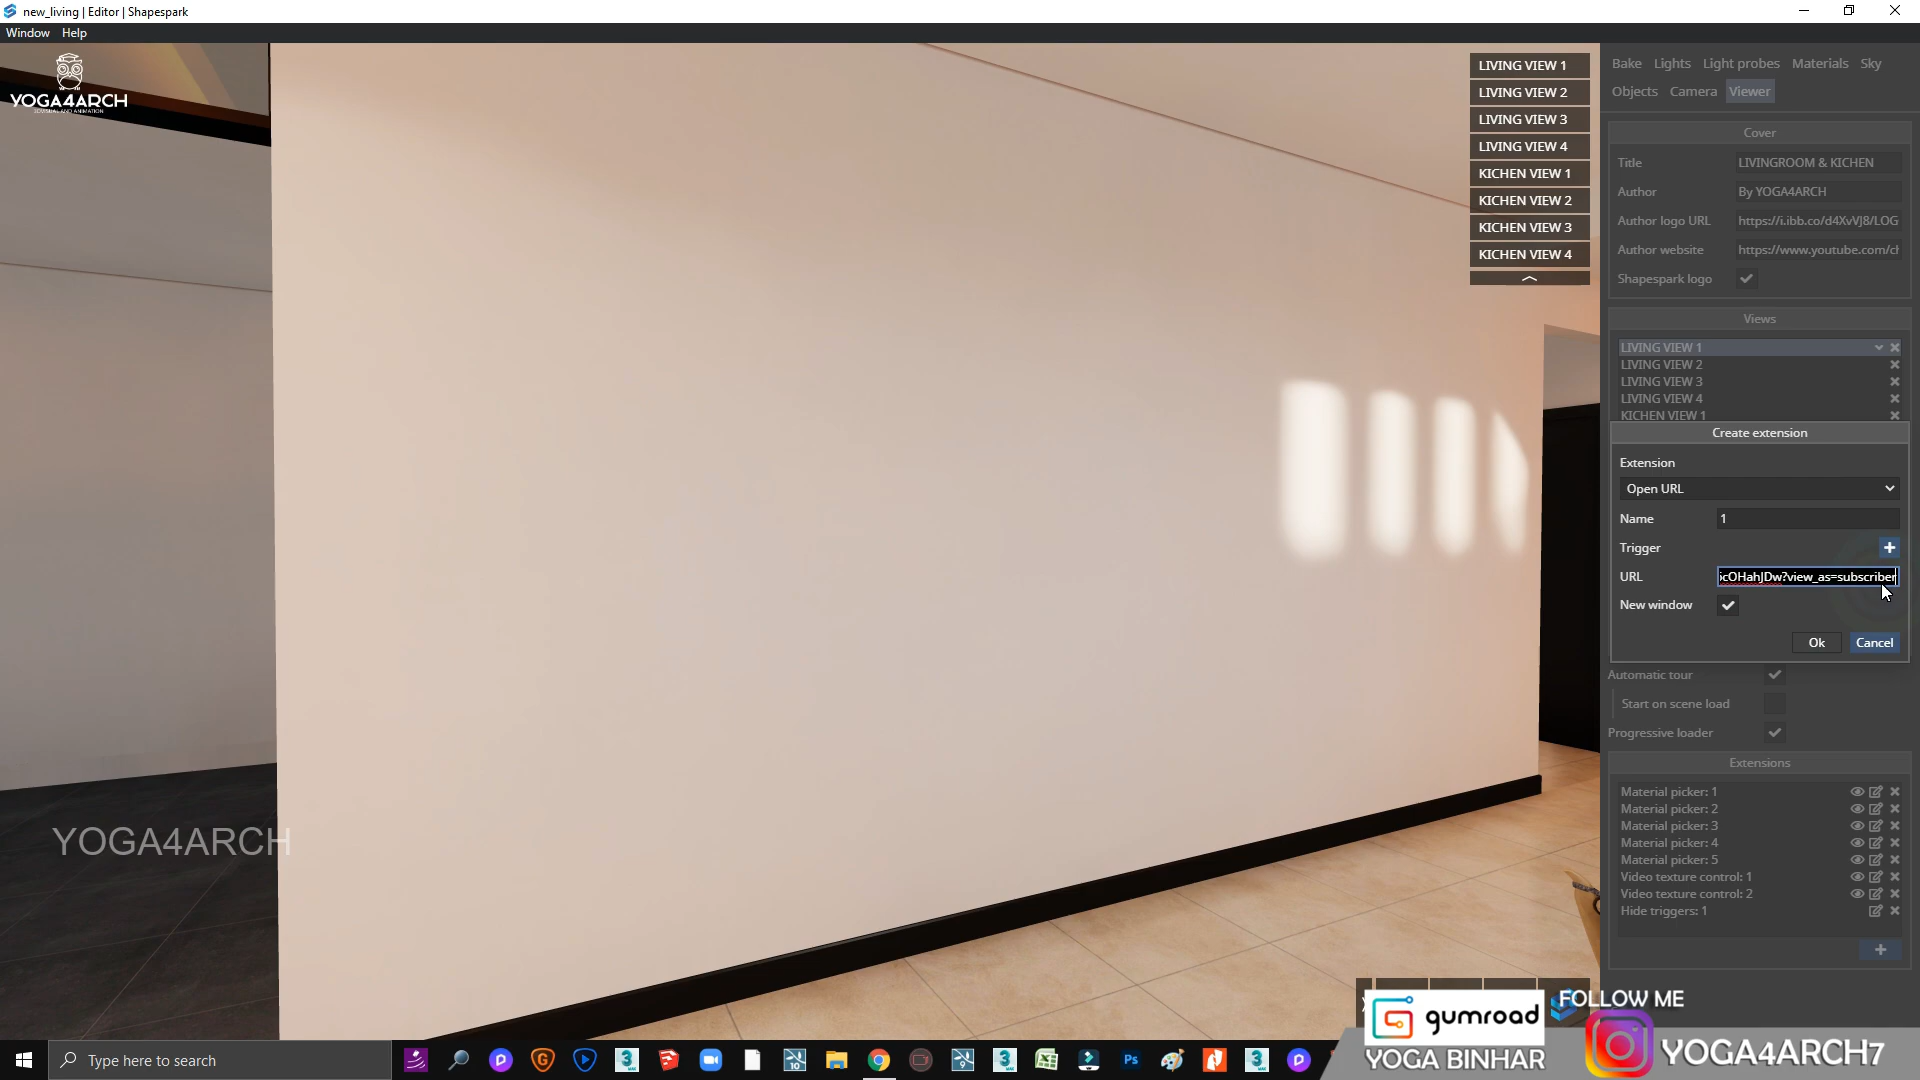 new_living | Editor | Shapespark
Window Help
YOGA4ARCH
LIVING VIEW 1
LIVING VIEW 2
LIVING VIEW 3
LIVING VIEW 4
KICHEN VIEW 1
KICHEN VIEW 2
KICHEN VIEW 3
KICHEN VIEW 4
Bake Lights Light probes Materials Sky
Objects Camera Viewer
Cover
Title LIVINGROOM & KICHEN
Author By YOGA4ARCH
Author logo URL https://i.ibb.co/d4XvVJ8/LOG
Author website https://www.youtube.com/cl
Shapespark logo
Views
LIVING VIEW 1
LIVING VIEW 2
LIVING VIEW 3
LIVING VIEW 4
KICHEN VIEW 1
Create extension
Extension
Open URL
Name 1
Trigger
URL cOHahJDw?view_as=subscriber
New window
Ok Cancel
Automatic tour
Start on scene load
Progressive loader
Extensions
Material picker: 1
Material picker: 2
Material picker: 3
Material picker: 4
Material picker: 5
Video texture control: 1
Video texture control: 2
Hide triggers: 1
YOGA4ARCH
gumroad
YOGA BINHAR
FOLLOW ME
YOGA4ARCH7
Type here to search